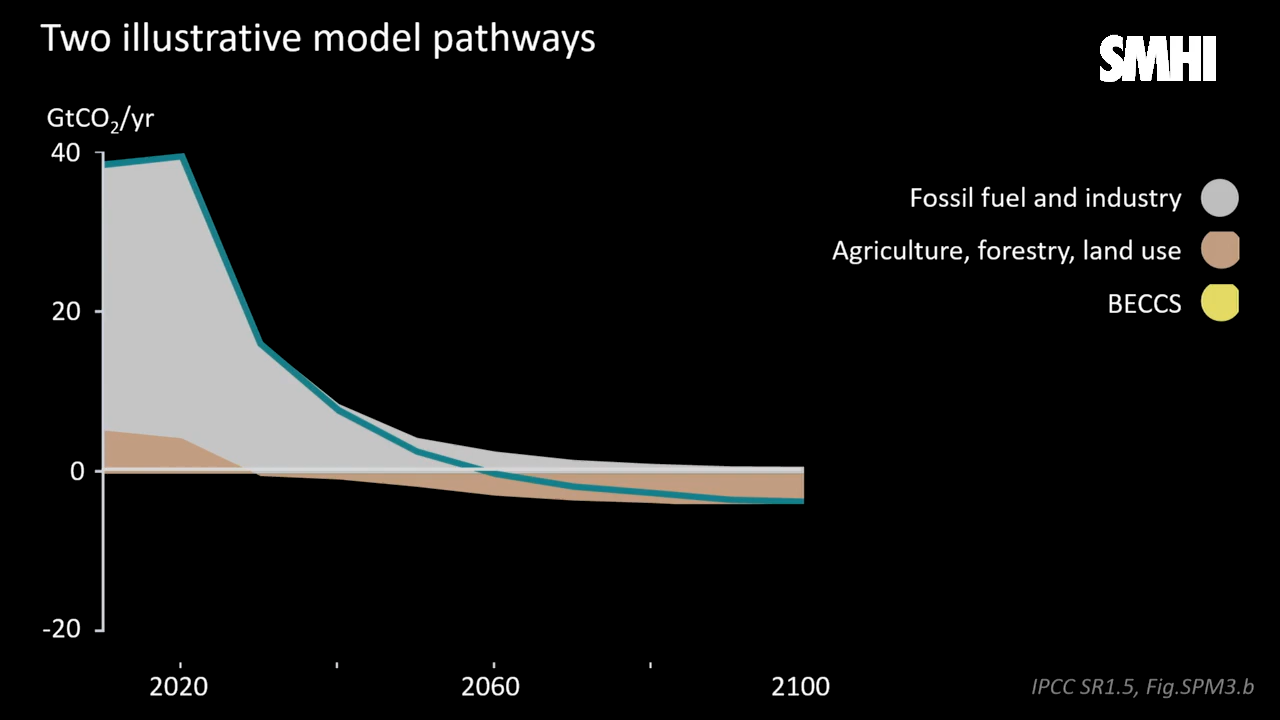 Two illustrative model pathways
SMHI
GtCO₂/yr
40
20
0
-20
2020
2060
2100
Fossil fuel and industry
Agriculture, forestry, land use
BECCS
IPCC SR1.5, Fig.SPM3.b